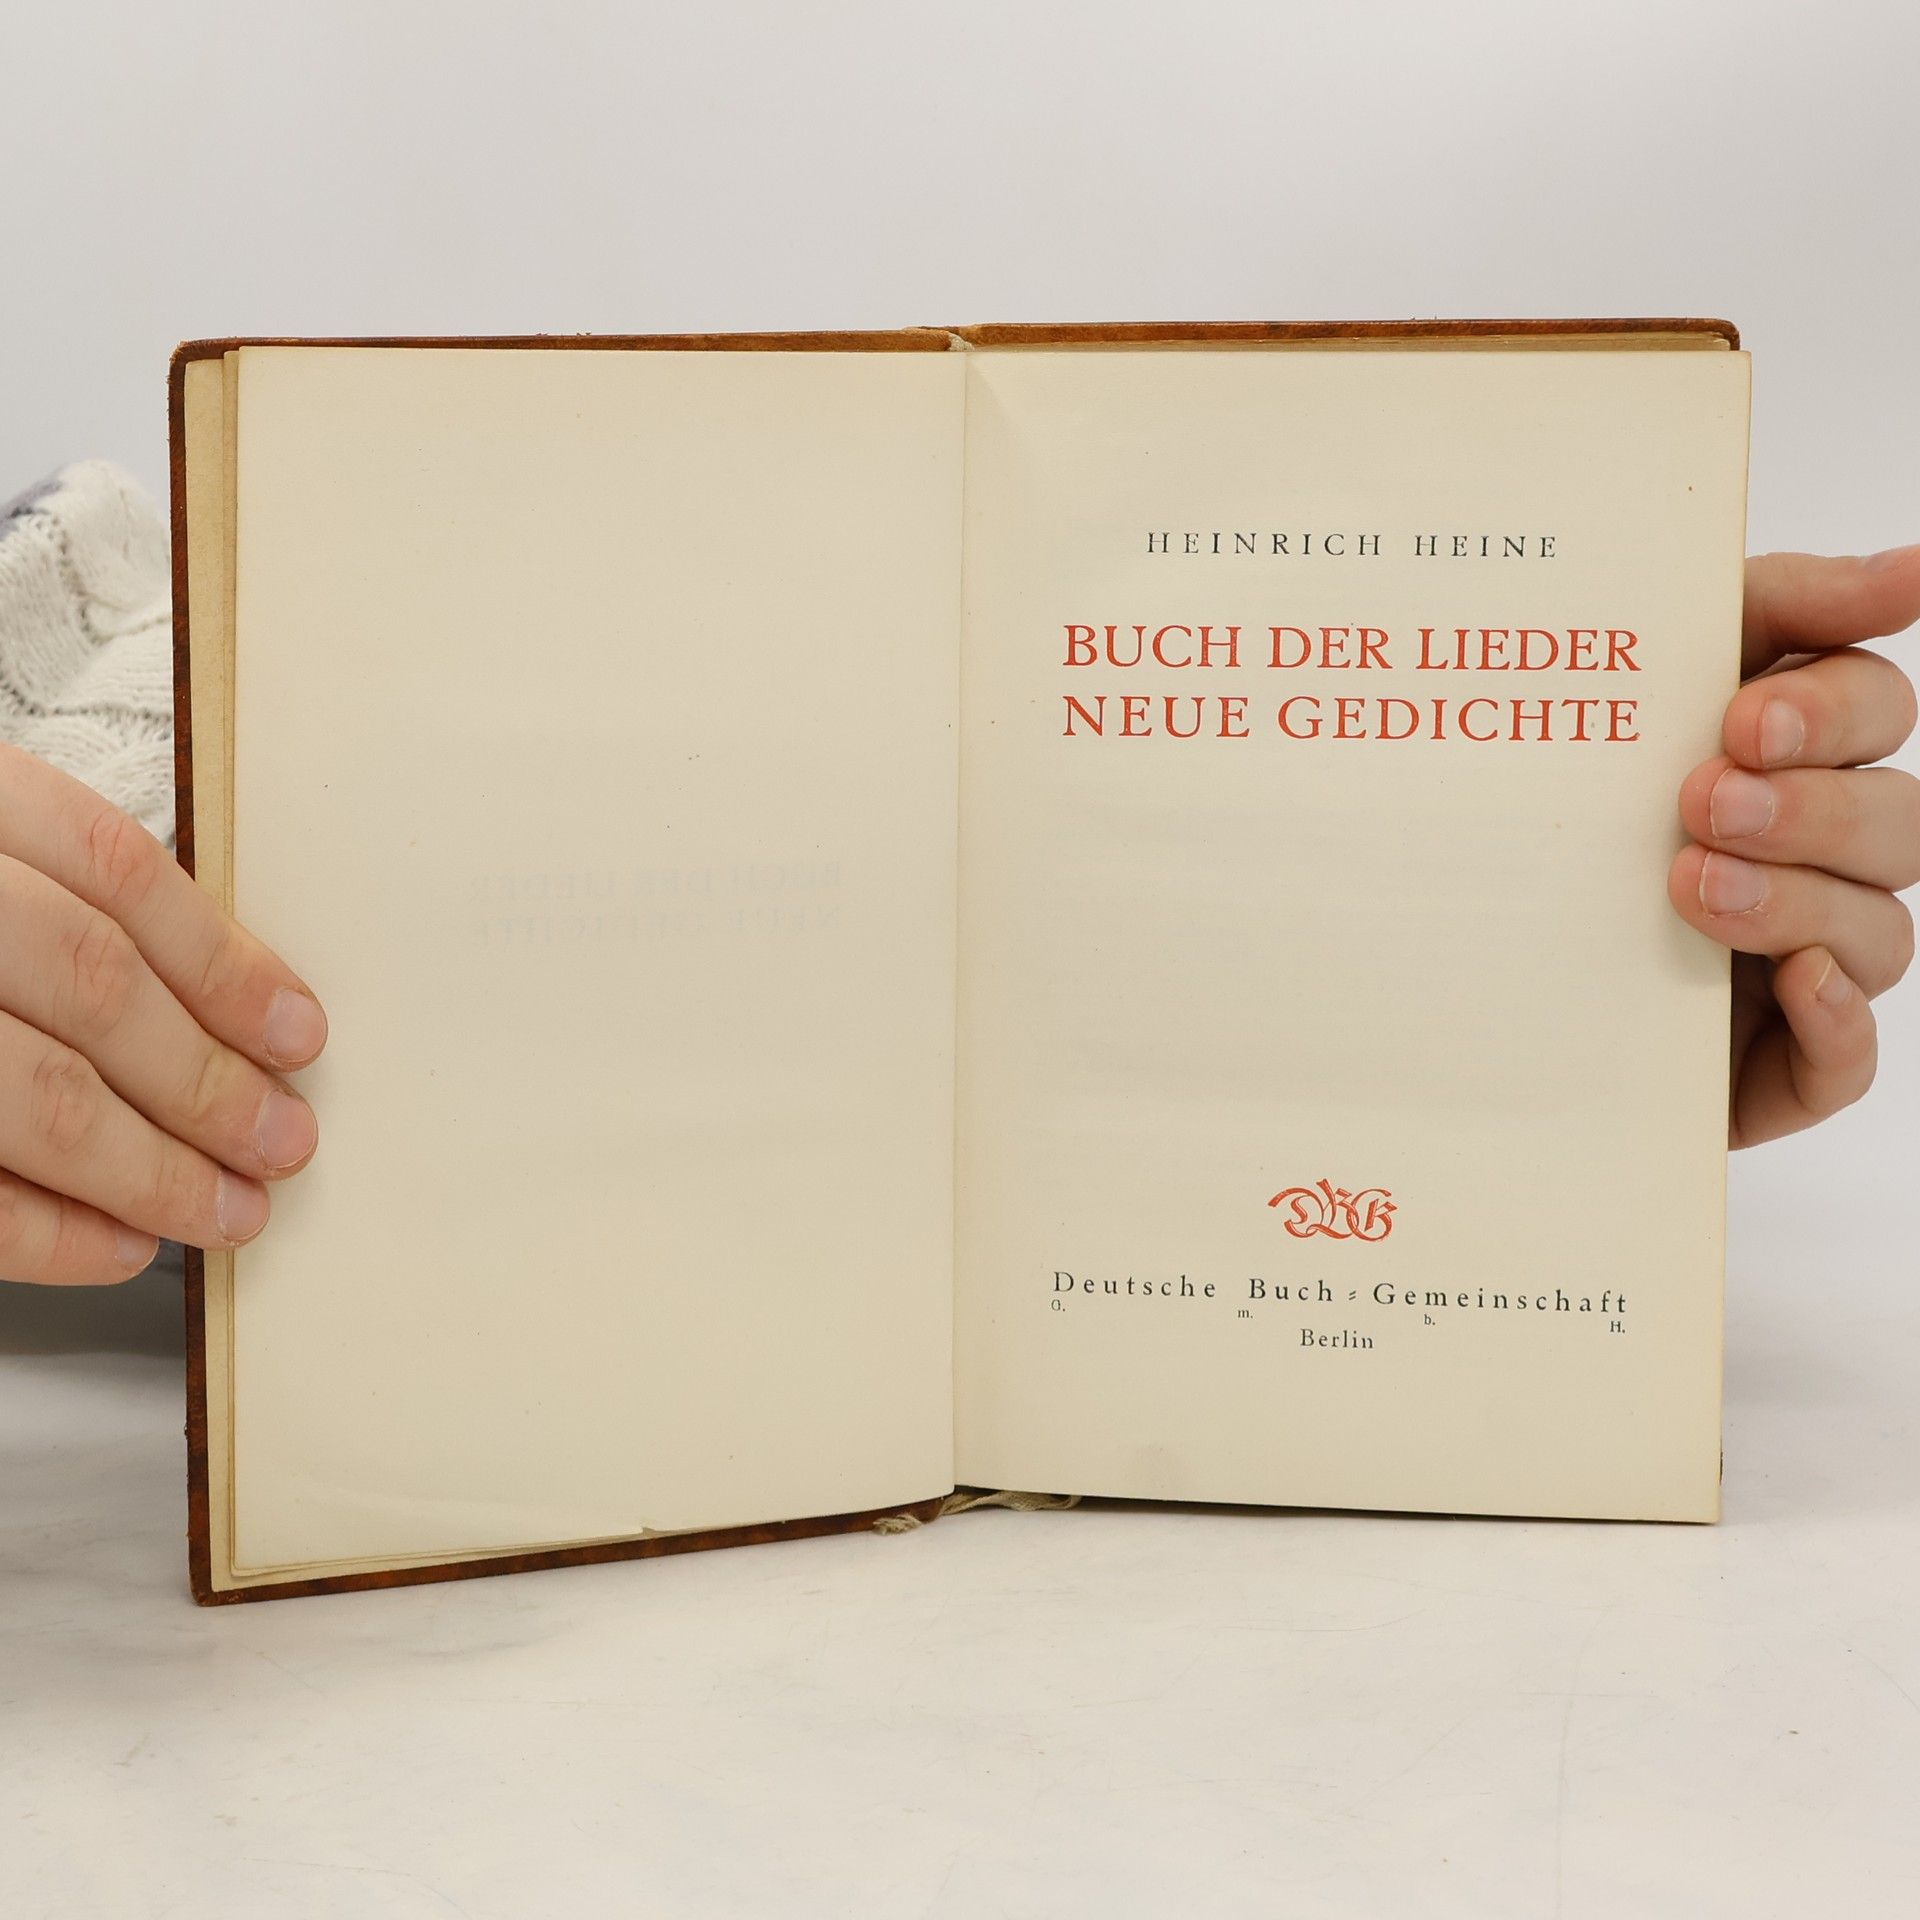 HEINRICH HEINE
BUCH DER LIEDER
NEUE GEDICHTE
DBG
Deutsche Buch-Gemeinschaft
G. m. b. H.
Berlin